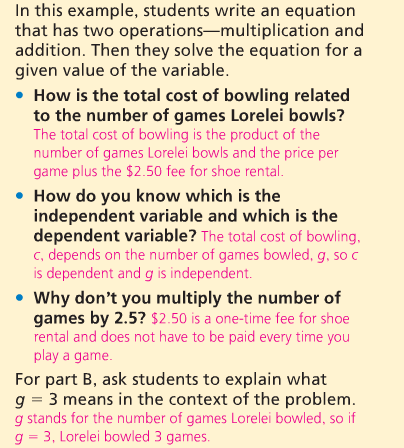 In this example, students write an equation
that has two operations—multiplication and
addition. Then they solve the equation for a
given value of the variable.
• How is the total cost of bowling related
to the number of games Lorelei bowls?
The total cost of bowling is the product of the
number of games Lorelei bowls and the price per
game plus the $2.50 fee for shoe rental.
• How do you know which is the
independent variable and which is the
dependent variable? The total cost of bowling,
c, depends on the number of games bowled, g, so c
is dependent and g is independent.
• Why don't you multiply the number of
games by 2.5? $2.50 is a one-time fee for shoe
rental and does not have to be paid every time you
play a game.
For part B, ask students to explain what
g = 3 means in the context of the problem.
g stands for the number of games Lorelei bowled, so if
g = 3, Lorelei bowled 3 games.